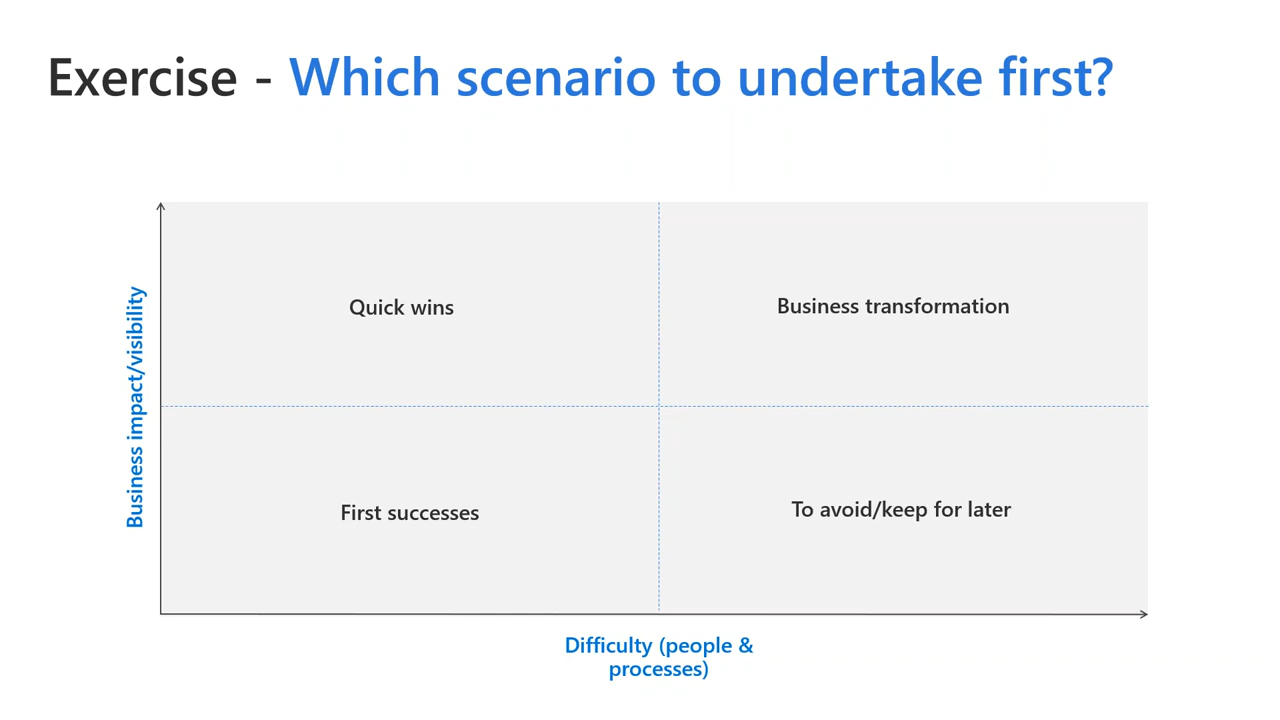 Exercise - Which scenario to undertake first?
Business impact/visibility
Quick wins
Business transformation
First successes
To avoid/keep for later
Difficulty (people &
processes)